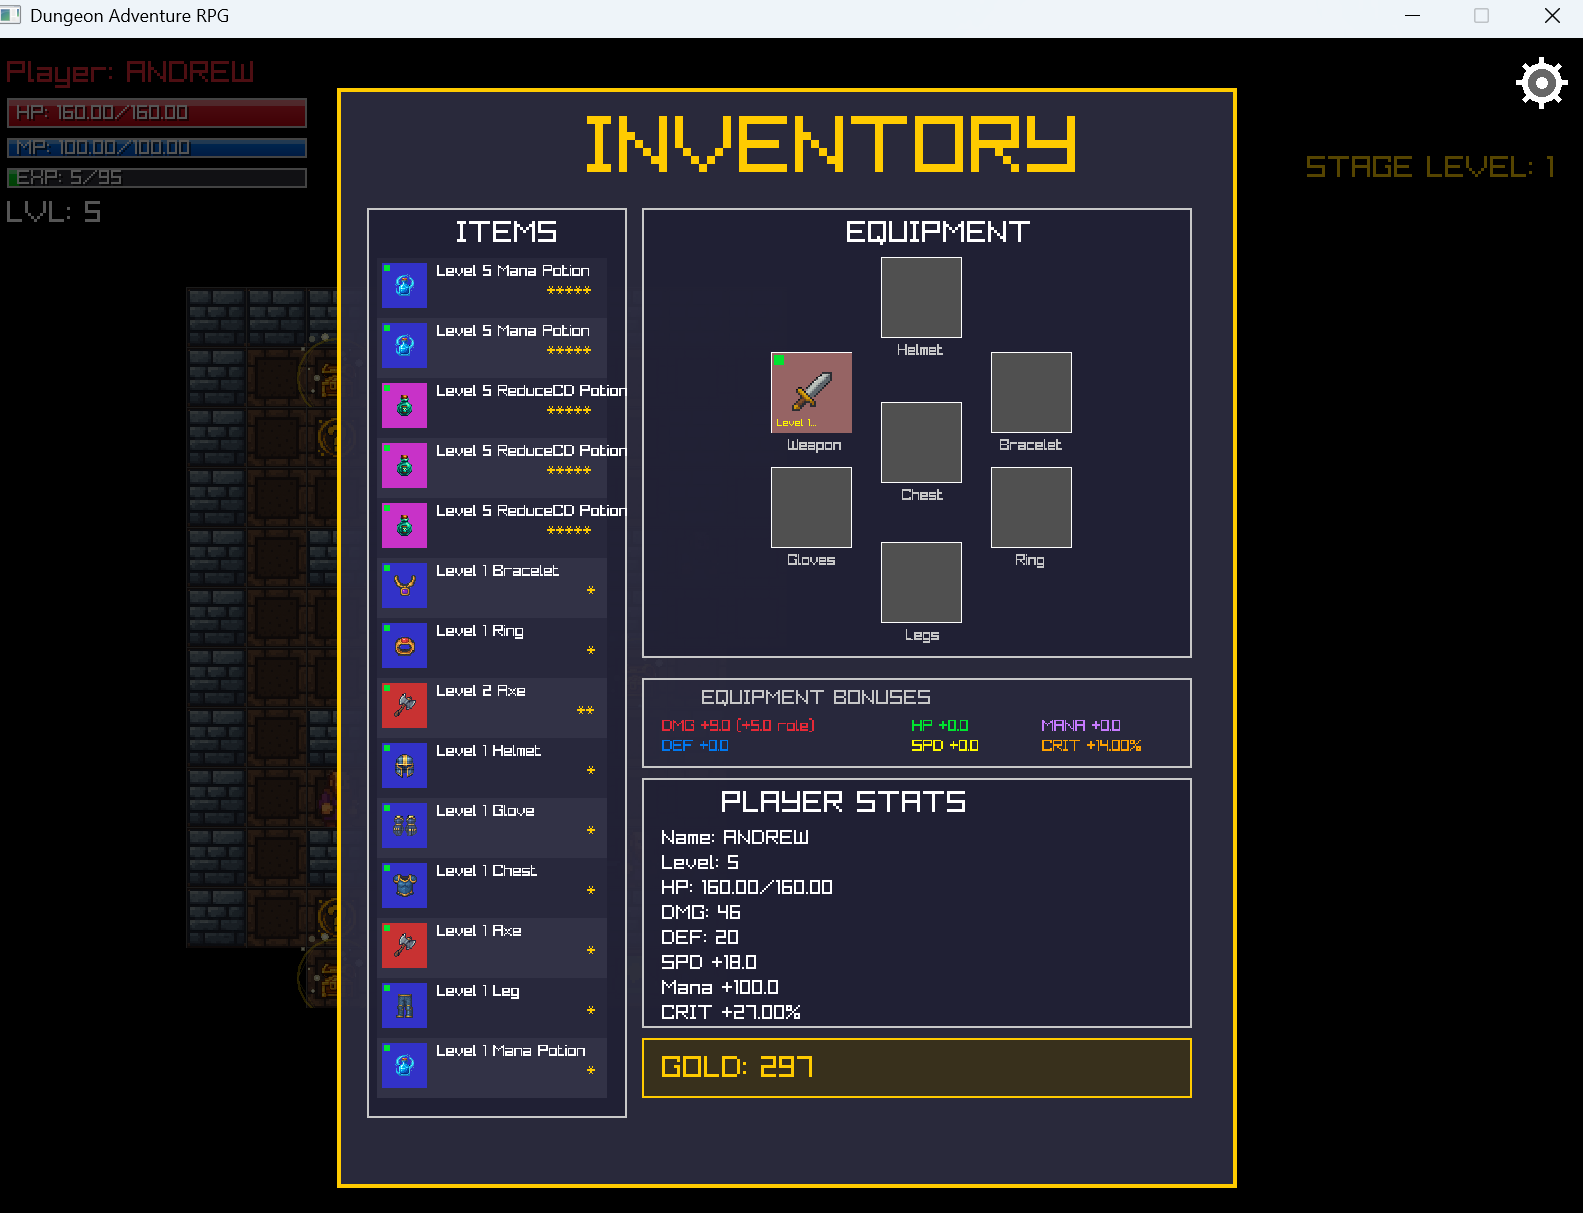 Dungeon Adventure RPG
Player: ANDREW
HP: 160.00/160.00
MP: 100.00/100.00
EXP: 5/95
LVL: 5
STAGE LEVEL: 1
INVENTORY
ITEMS
Level 5 Mana Potion
*****
Level 5 Mana Potion
*****
Level 5 ReduceCD Potion
*****
Level 5 ReduceCD Potion
*****
Level 5 ReduceCD Potion
*****
Level 1 Bracelet
*
Level 1 Ring
*
Level 2 Axe
**
Level 1 Helmet
*
Level 1 Glove
*
Level 1 Chest
*
Level 1 Axe
*
Level 1 Leg
*
Level 1 Mana Potion
*
EQUIPMENT
Helmet
Level 1...
Weapon
Bracelet
Chest
Gloves
Ring
Legs
EQUIPMENT BONUSES
DMG +9.0 (+5.0 role)
HP +0.0
MANA +0.0
DEF +0.0
SPD +0.0
CRIT +14.00%
PLAYER STATS
Name: ANDREW
Level: 5
HP: 160.00/160.00
DMG: 46
DEF: 20
SPD +18.0
Mana +100.0
CRIT +27.00%
GOLD: 297